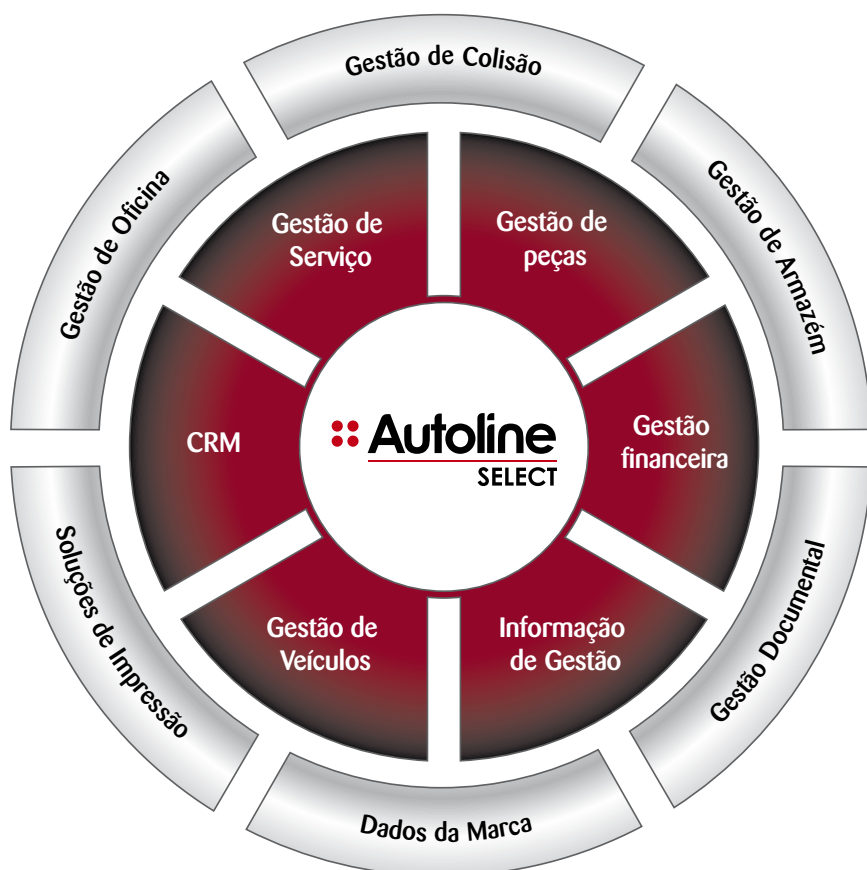 Gestão de Colisão
Gestão de Armazém
Gestão Documental
Dados da Marca
Soluções de Impressão
Gestão de Oficina
Gestão de
Serviço
Gestão de
peças
Gestão
financeira
Informação
de Gestão
Gestão de
Veículos
CRM
Autoline
SELECT